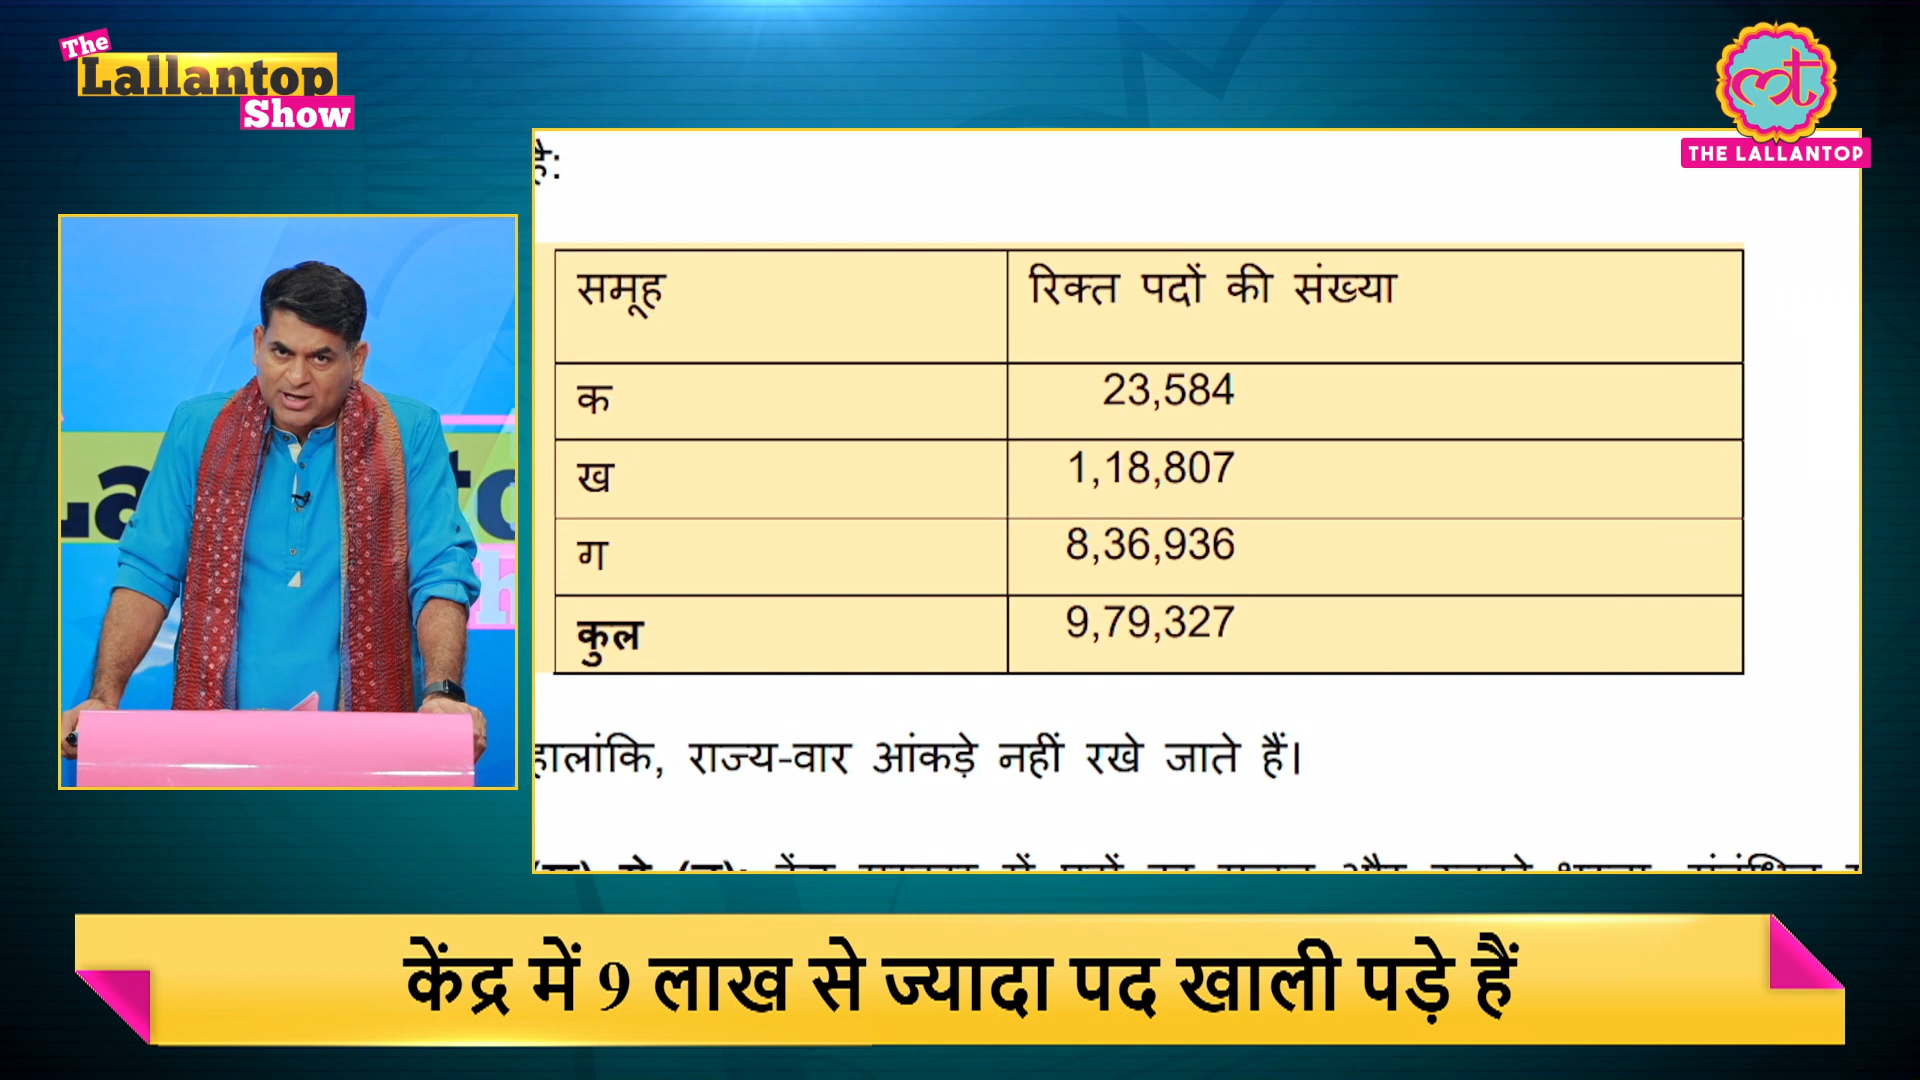 The
Lallantop
Show
THE LALLANTOP
है:
समूह रिक्त पदों की संख्या
क 23,584
ख 1,18,807
ग 8,36,936
कुल 9,79,327
हालांकि, राज्य-वार आंकड़े नहीं रखे जाते हैं।
केंद्र में 9 लाख से ज्यादा पद खाली पड़े हैं